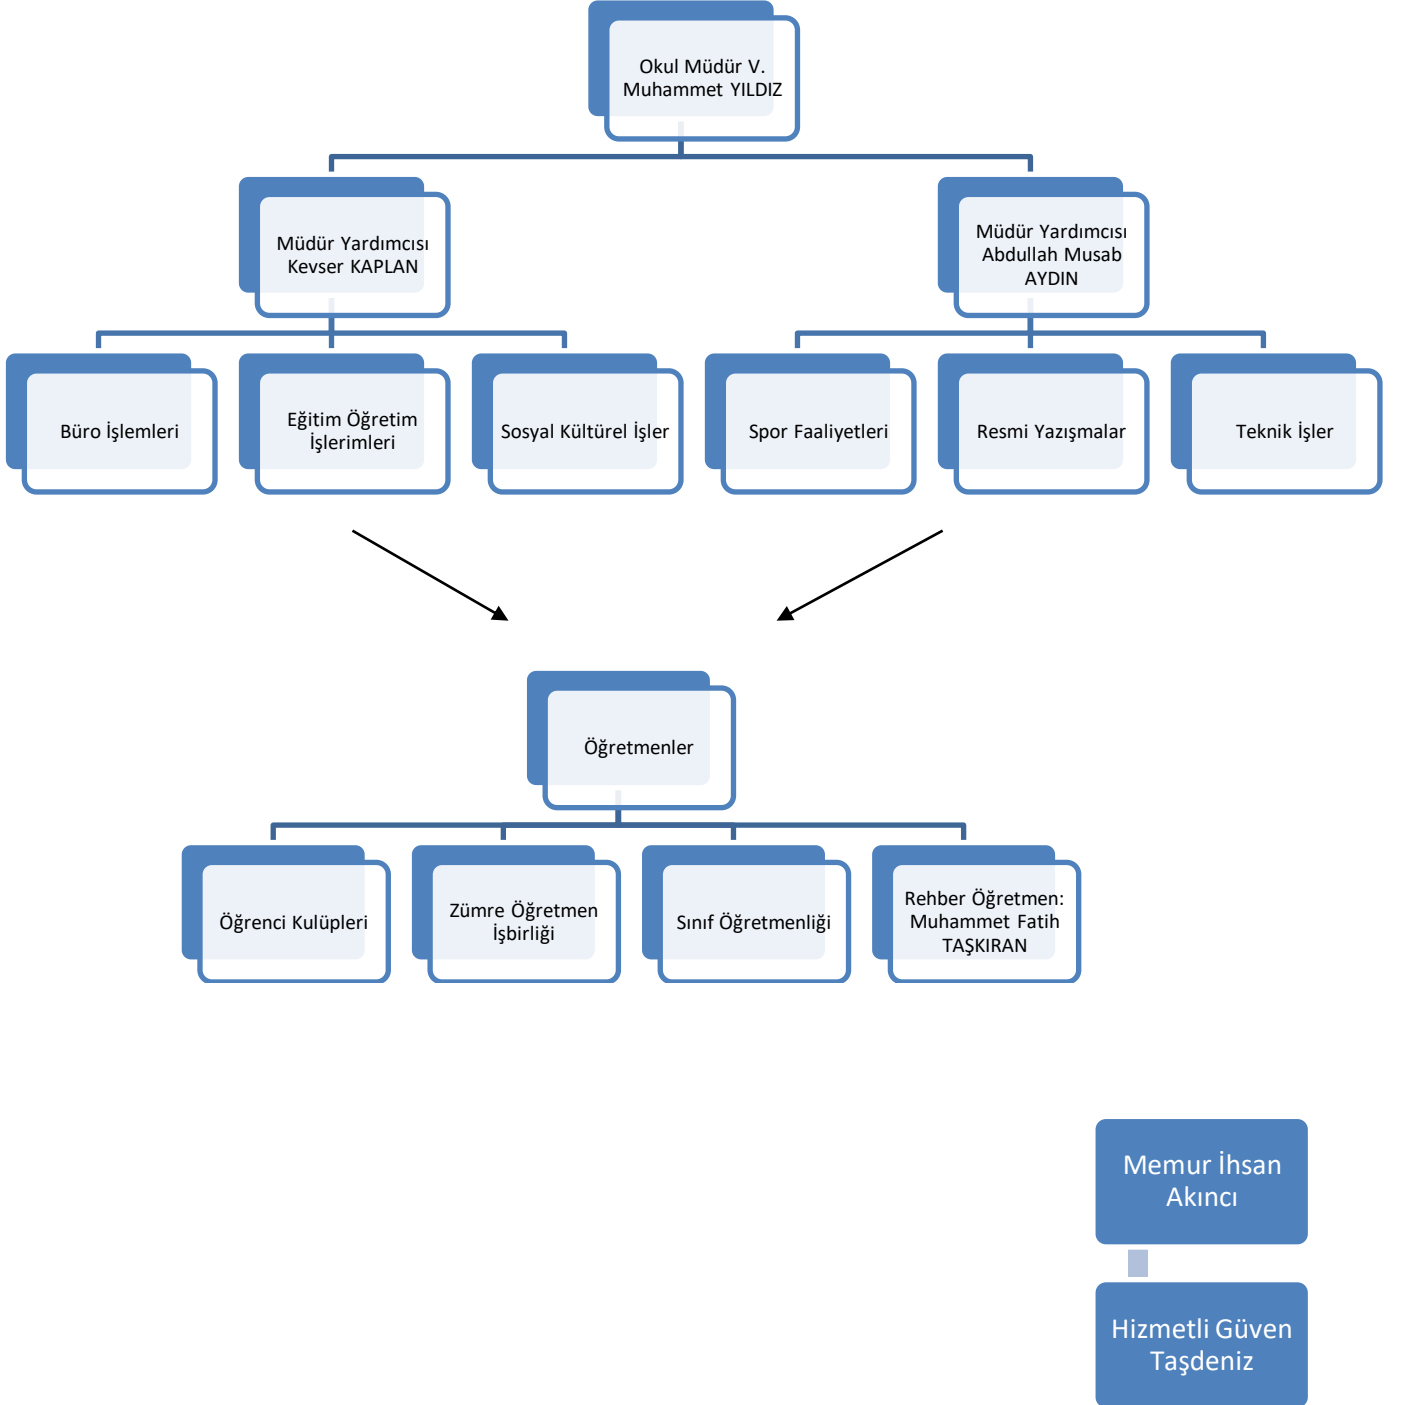 Okul Müdür V.
Muhammet YILDIZ
Müdür Yardımcısı
Kevser KAPLAN
Müdür Yardımcısı
Abdullah Musab
AYDIN
Büro İşlemleri
Eğitim Öğretim
İşlerimleri
Sosyal Kültürel İşler
Spor Faaliyetleri
Resmi Yazışmalar
Teknik İşler
Öğretmenler
Öğrenci Kulüpleri
Zümre Öğretmen
İşbirliği
Sınıf Öğretmenliği
Rehber Öğretmen:
Muhammet Fatih
TAŞKIRAN
Memur İhsan
Akıncı
Hizmetli Güven
Taşdeniz